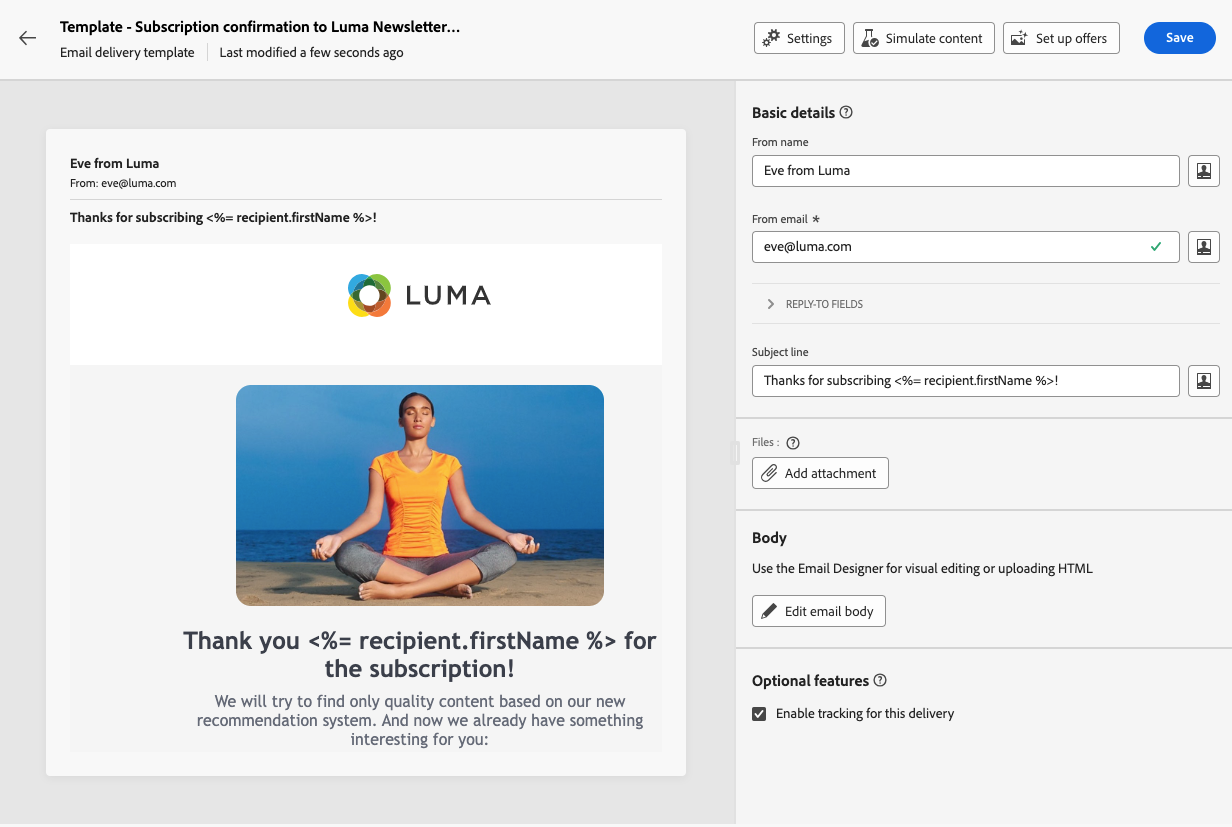 Template - Subscription confirmation to Luma Newsletter...
Email delivery template
Last modified a few seconds ago
Settings
Simulate content
Set up offers
Save
Eve from Luma
From: eve@luma.com
Thanks for subscribing <%= recipient.firstName %>!
LUMA
Thank you <%= recipient.firstName %> for
the subscription!
We will try to find only quality content based on our new
recommendation system. And now we already have something
interesting for you:
Basic details
From name
Eve from Luma
From email *
eve@luma.com
REPLY-TO FIELDS
Subject line
Thanks for subscribing <%= recipient.firstName %>!
Files :
Add attachment
Body
Use the Email Designer for visual editing or uploading HTML
Edit email body
Optional features
Enable tracking for this delivery